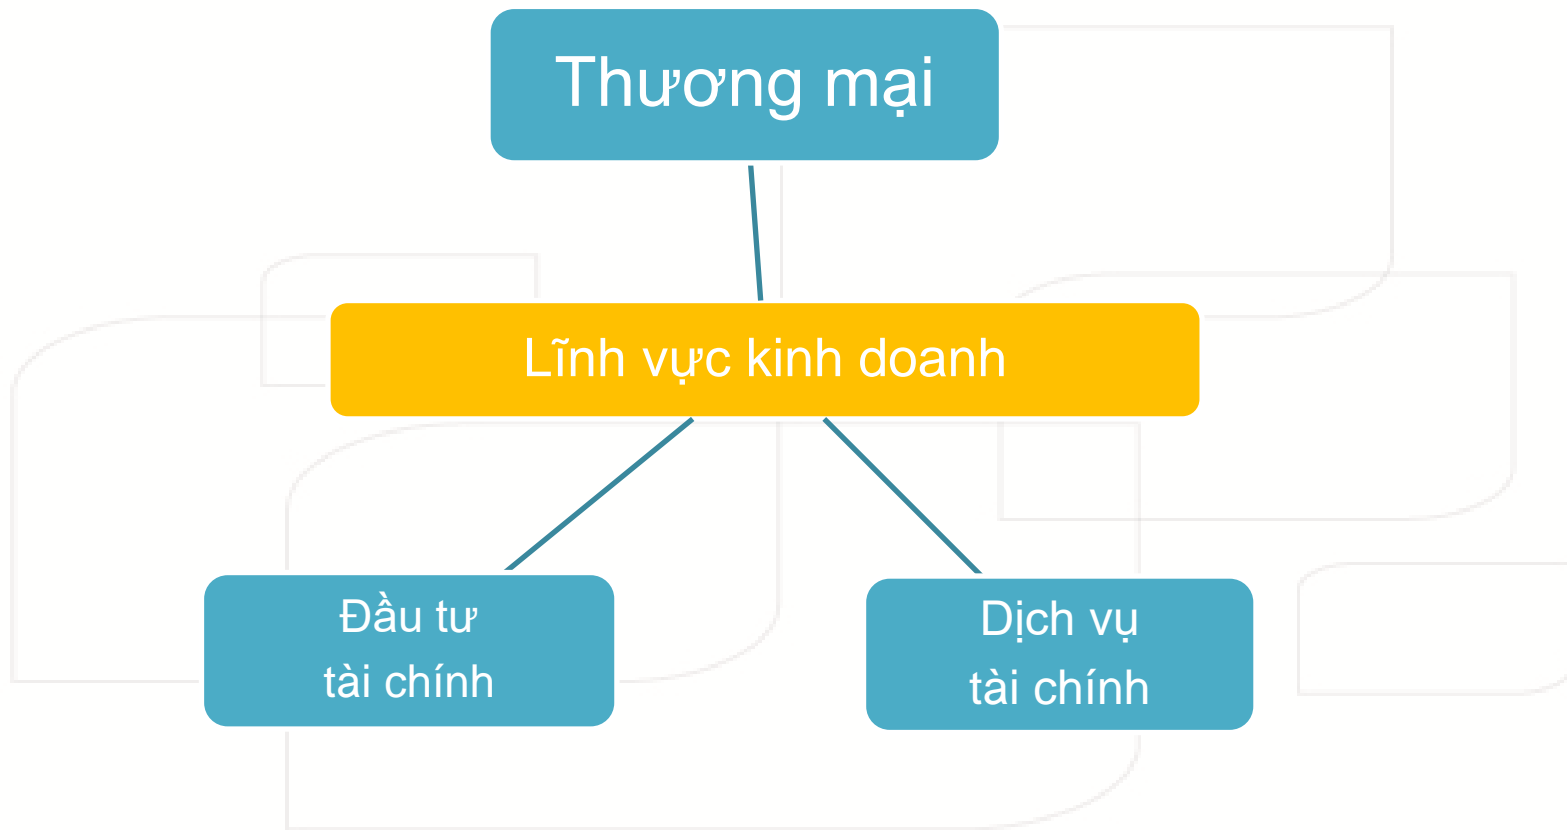 Thương mại
Lĩnh vực kinh doanh
Đầu tư
tài chính
Dịch vụ
tài chính